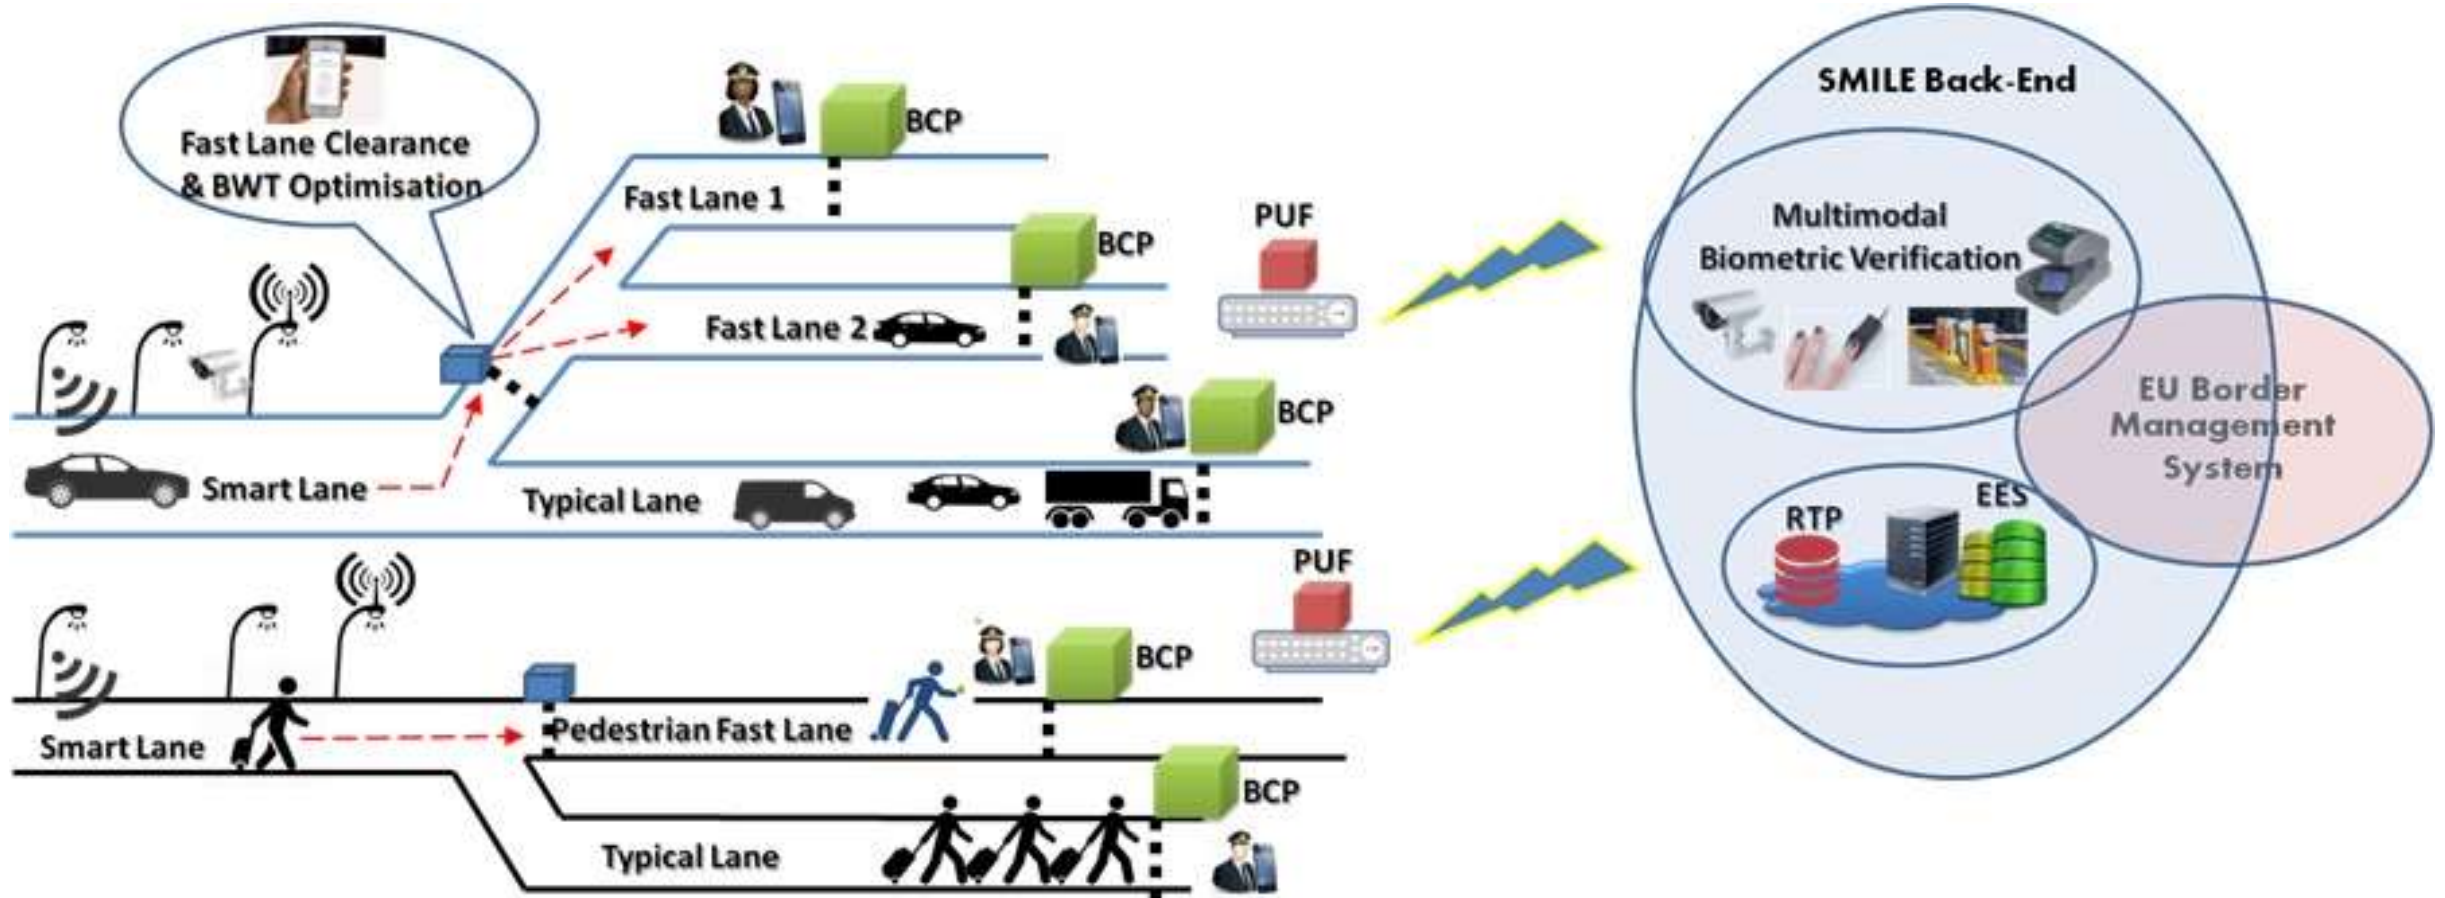 Fast Lane Clearance
& BWT Optimisation
BCP
Fast Lane 1
BCP
Fast Lane 2
BCP
Smart Lane
Typical Lane
PUF
SMILE Back-End
Multimodal
Biometric Verification
EU Border
Management
System
RTP
EES
PUF
BCP
Smart Lane
Pedestrian Fast Lane
BCP
Typical Lane